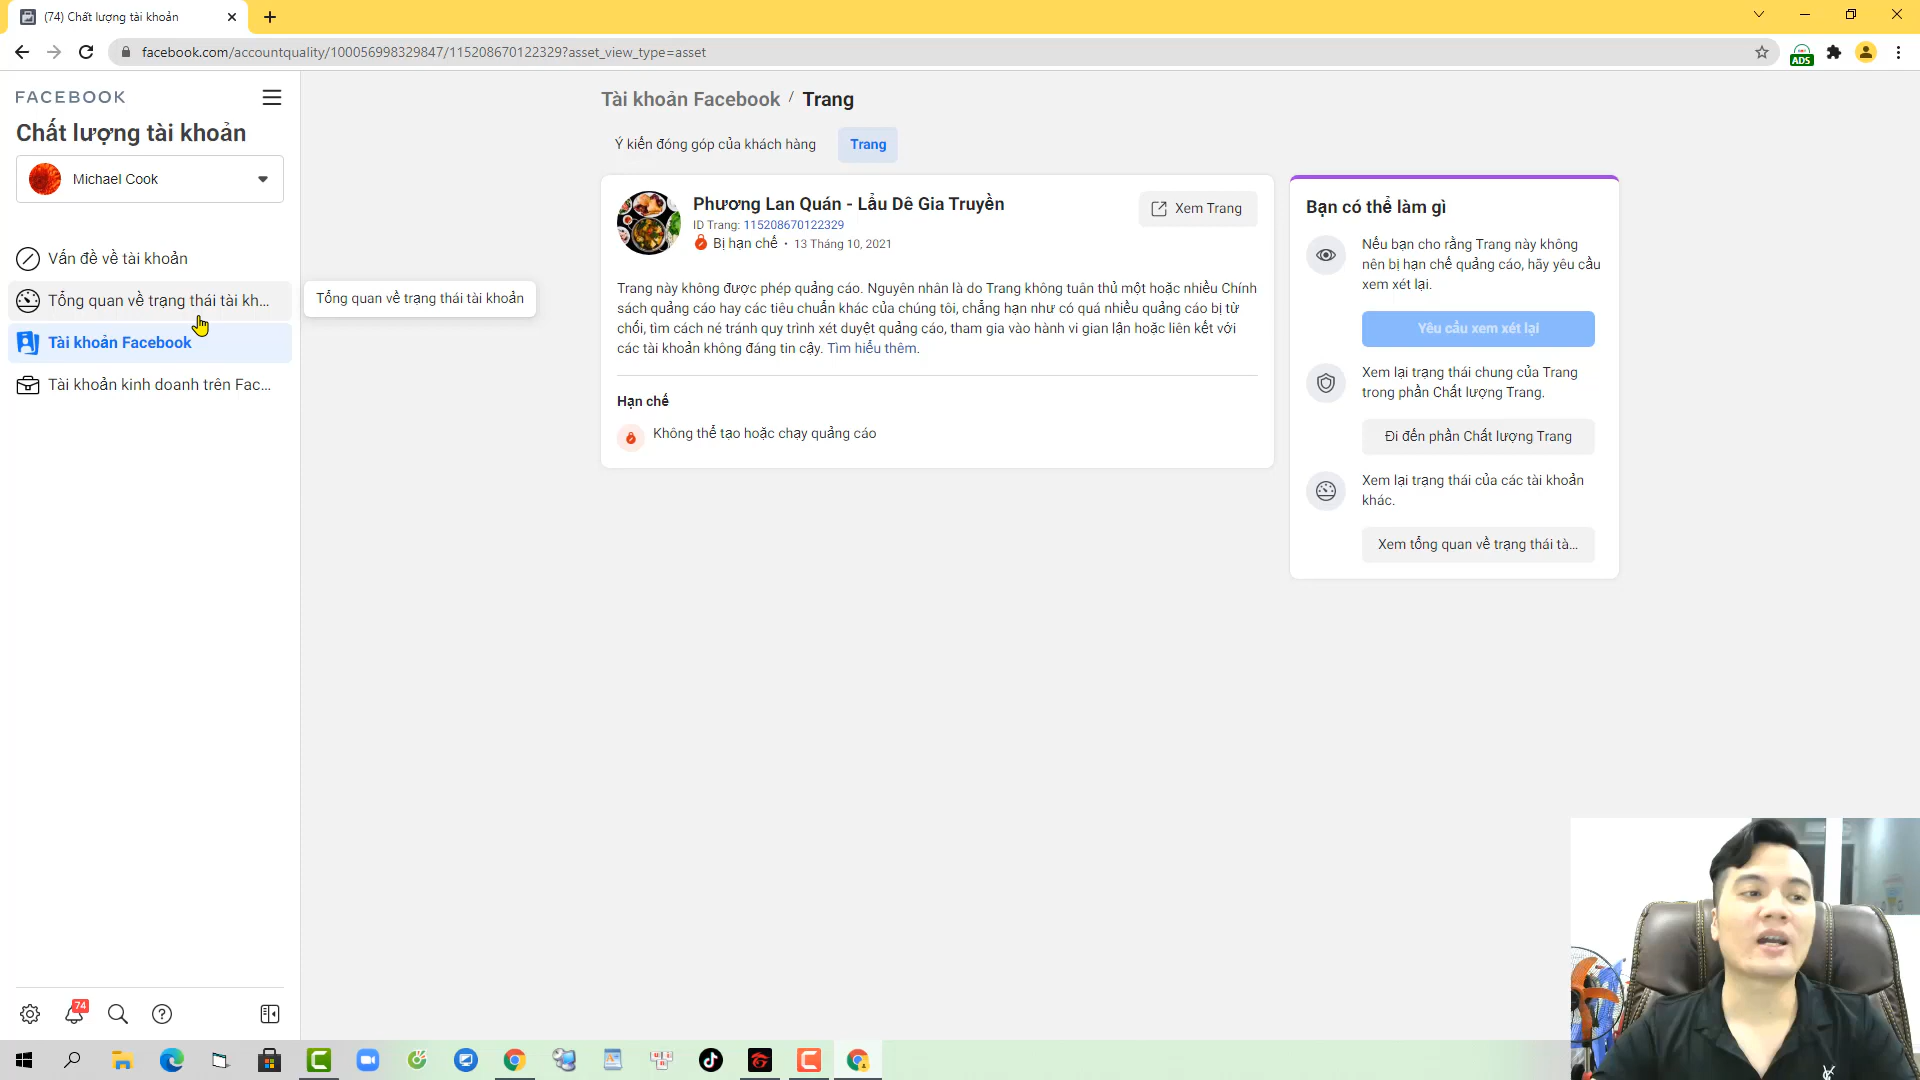 (74) Chất lượng tài khoản
facebook.com/accountquality/100056998329847/115208670122329?asset_view_type=asset
ADS
FACEBOOK
Chất lượng tài khoản
Michael Cook
Vấn đề về tài khoản
Tổng quan về trạng thái tài kh...
Tổng quan về trạng thái tài khoản
Tài khoản Facebook
Tài khoản kinh doanh trên Fac...
74
Tài khoản Facebook / Trang
Ý kiến đóng góp của khách hàng
Trang
Phương Lan Quán - Lẩu Dê Gia Truyền
ID Trang: 115208670122329
Bị hạn chế • 13 Tháng 10, 2021
Xem Trang
Trang này không được phép quảng cáo. Nguyên nhân là do Trang không tuân thủ một hoặc nhiều Chính
sách quảng cáo hay các tiêu chuẩn khác của chúng tôi, chẳng hạn như có quá nhiều quảng cáo bị từ
chối, tìm cách né tránh quy trình xét duyệt quảng cáo, tham gia vào hành vi gian lận hoặc liên kết với
các tài khoản không đáng tin cậy. Tìm hiểu thêm.
Hạn chế
Không thể tạo hoặc chạy quảng cáo
Bạn có thể làm gì
Nếu bạn cho rằng Trang này không
nên bị hạn chế quảng cáo, hãy yêu cầu
xem xét lại.
Yêu cầu xem xét lại
Xem lại trạng thái chung của Trang
trong phần Chất lượng Trang.
Đi đến phần Chất lượng Trang
Xem lại trạng thái của các tài khoản
khác.
Xem tổng quan về trạng thái tà...